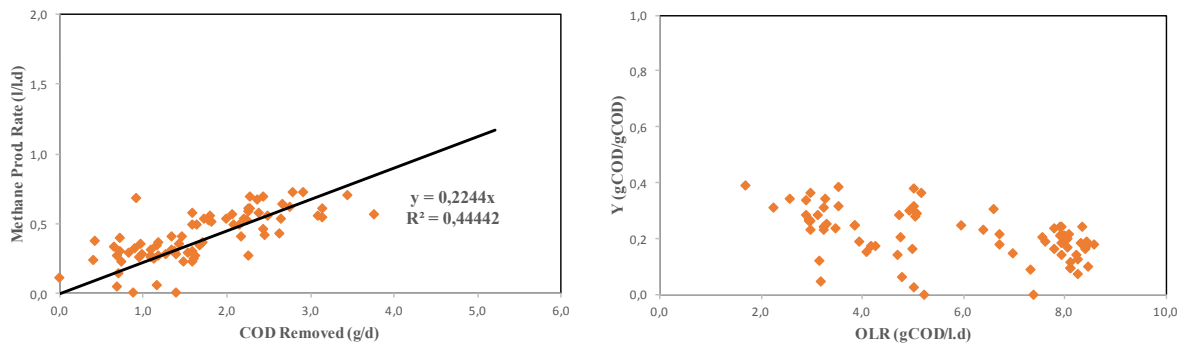 2,0
1,5
1,0
0,5
0,0
Methane Prod. Rate (l/l.d)
y = 0,2244x
R² = 0,44442
0,0 1,0 2,0 3,0 4,0 5,0 6,0
COD Removed (g/d)
1,0
0,8
0,6
0,4
0,2
0,0
Y (gCOD/gCOD)
0,0 2,0 4,0 6,0 8,0 10,0
OLR (gCOD/l.d)